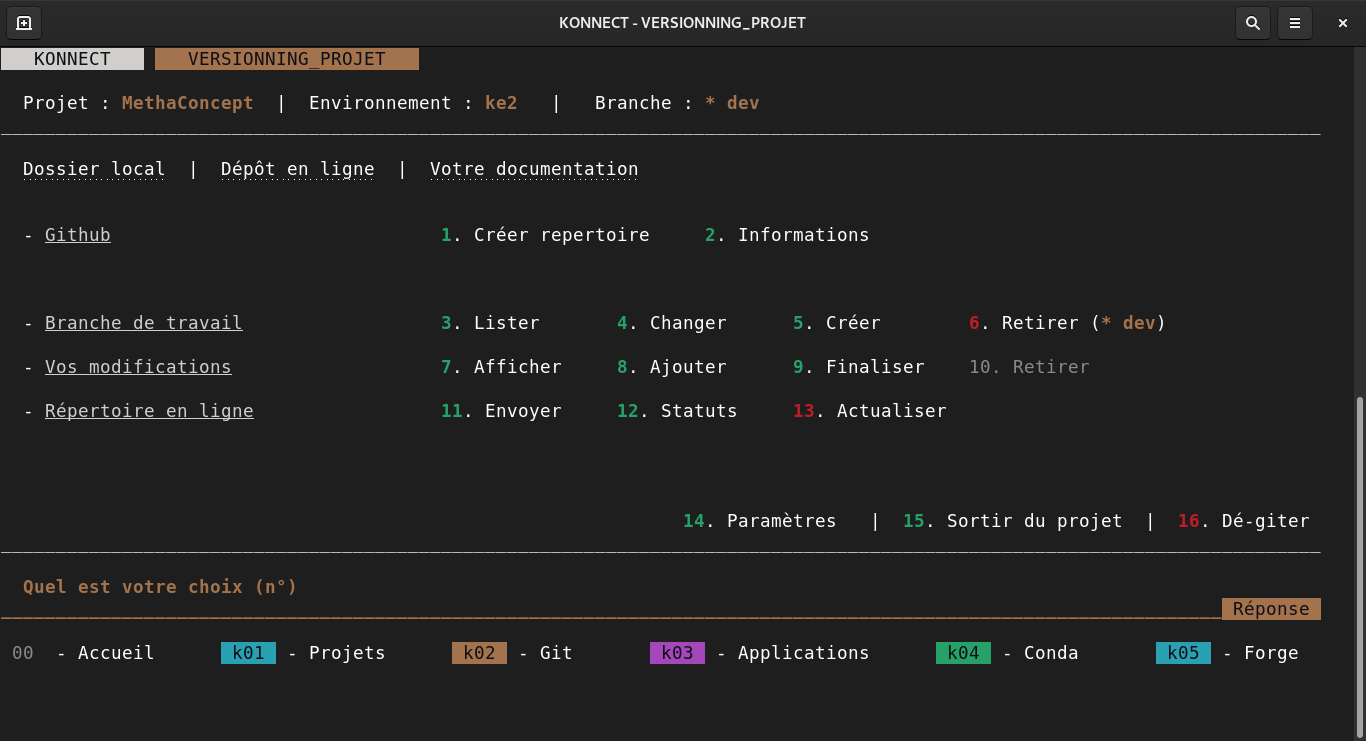 KONNECT - VERSIONNING_PROJET
KONNECT VERSIONNING_PROJET
Projet : MethaConcept | Environnement : ke2 | Branche : * dev
Dossier local | Dépôt en ligne | Votre documentation
- Github 1. Créer repertoire 2. Informations
- Branche de travail 3. Lister 4. Changer 5. Créer 6. Retirer (* dev)
- Vos modifications 7. Afficher 8. Ajouter 9. Finaliser 10. Retirer
- Répertoire en ligne 11. Envoyer 12. Statuts 13. Actualiser
14. Paramètres | 15. Sortir du projet | 16. Dé-giter
Quel est votre choix (n°)
Réponse
00 - Accueil k01 - Projets k02 - Git k03 - Applications k04 - Conda k05 - Forge